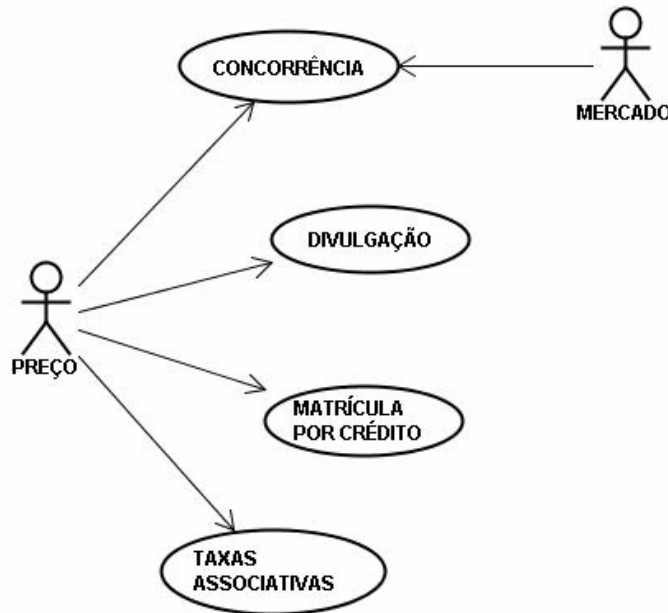 CONCORRÊNCIA
MERCADO
DIVULGAÇÃO
PREÇO
MATRÍCULA
POR CRÉDITO
TAXAS
ASSOCIATIVAS